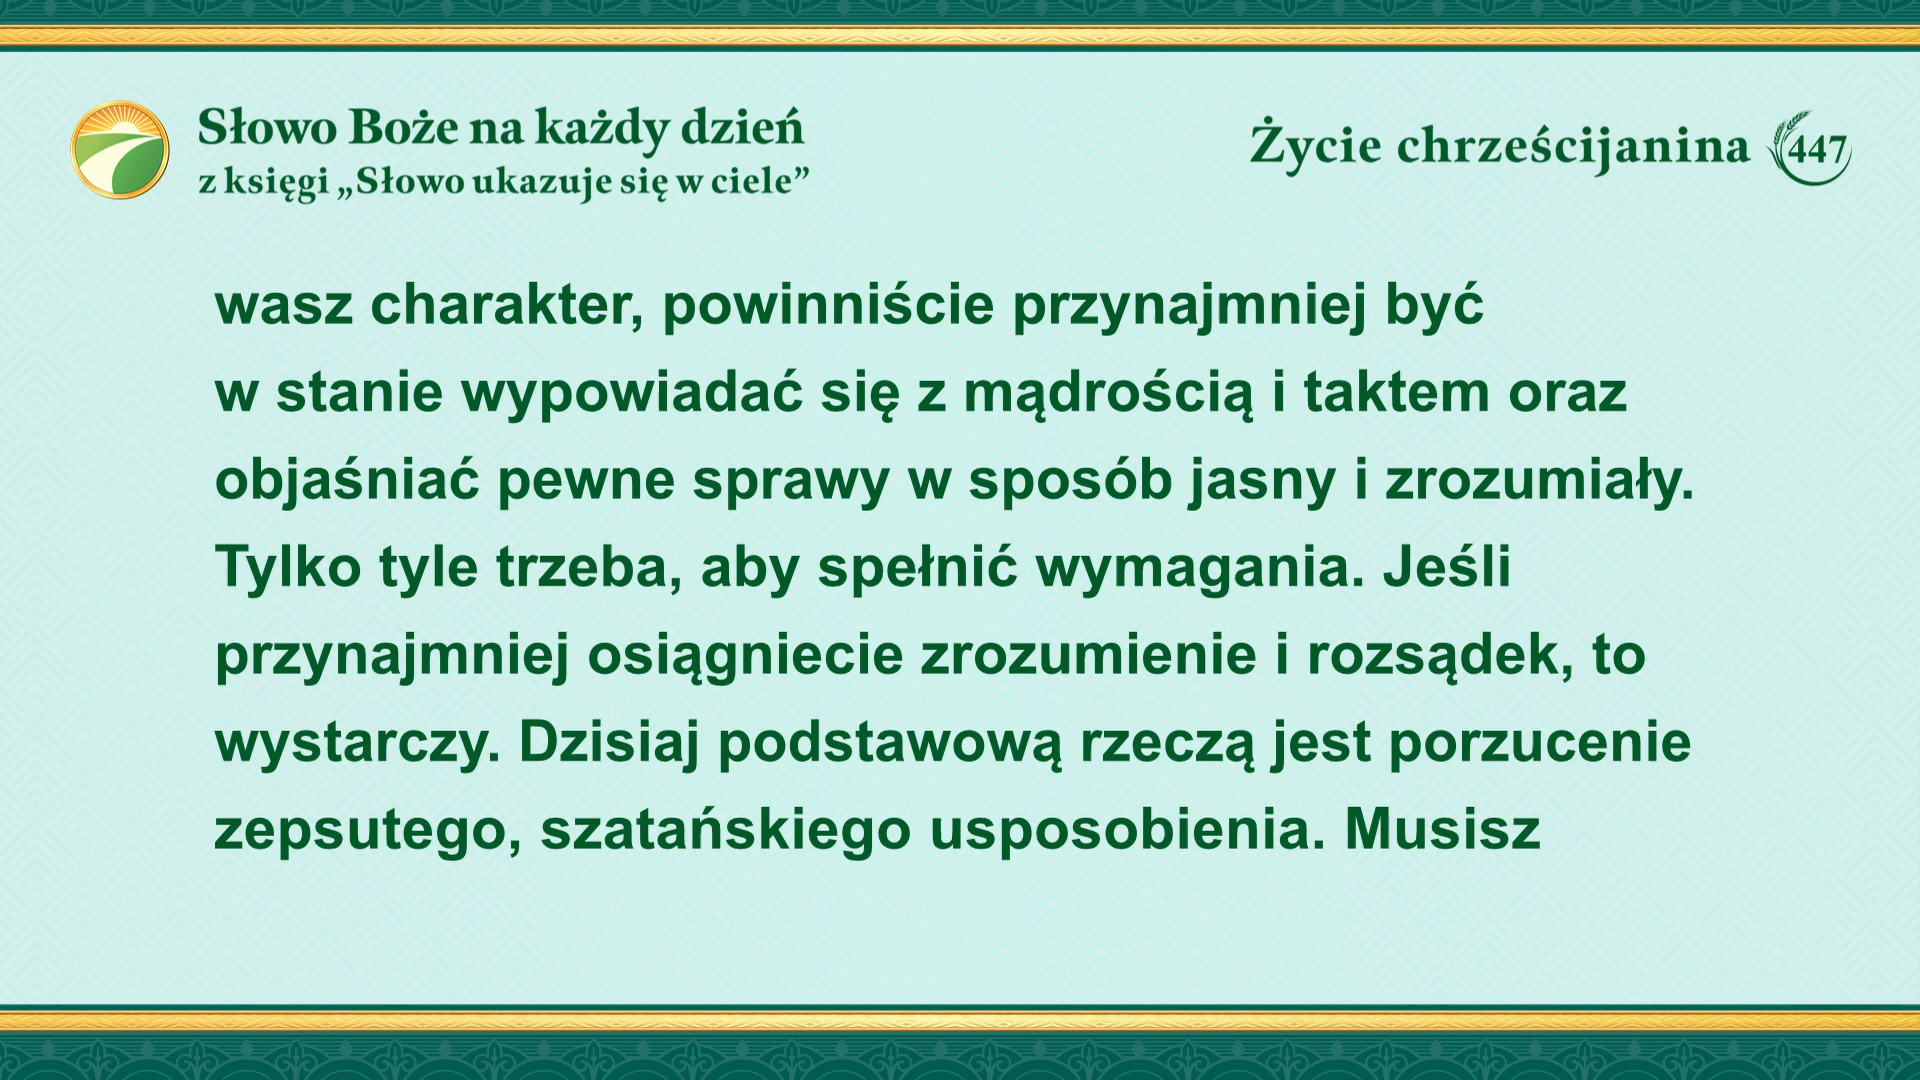 Słowo Boże na każdy dzień
z księgi „Słowo ukazuje się w ciele”
Życie chrześcijanina 447
wasz charakter, powinniście przynajmniej być
w stanie wypowiadać się z mądrością i taktem oraz
objaśniać pewne sprawy w sposób jasny i zrozumiały.
Tylko tyle trzeba, aby spełnić wymagania. Jeśli
przynajmniej osiągniecie zrozumienie i rozsądek, to
wystarczy. Dzisiaj podstawową rzeczą jest porzucenie
zepsutego, szatańskiego usposobienia. Musisz